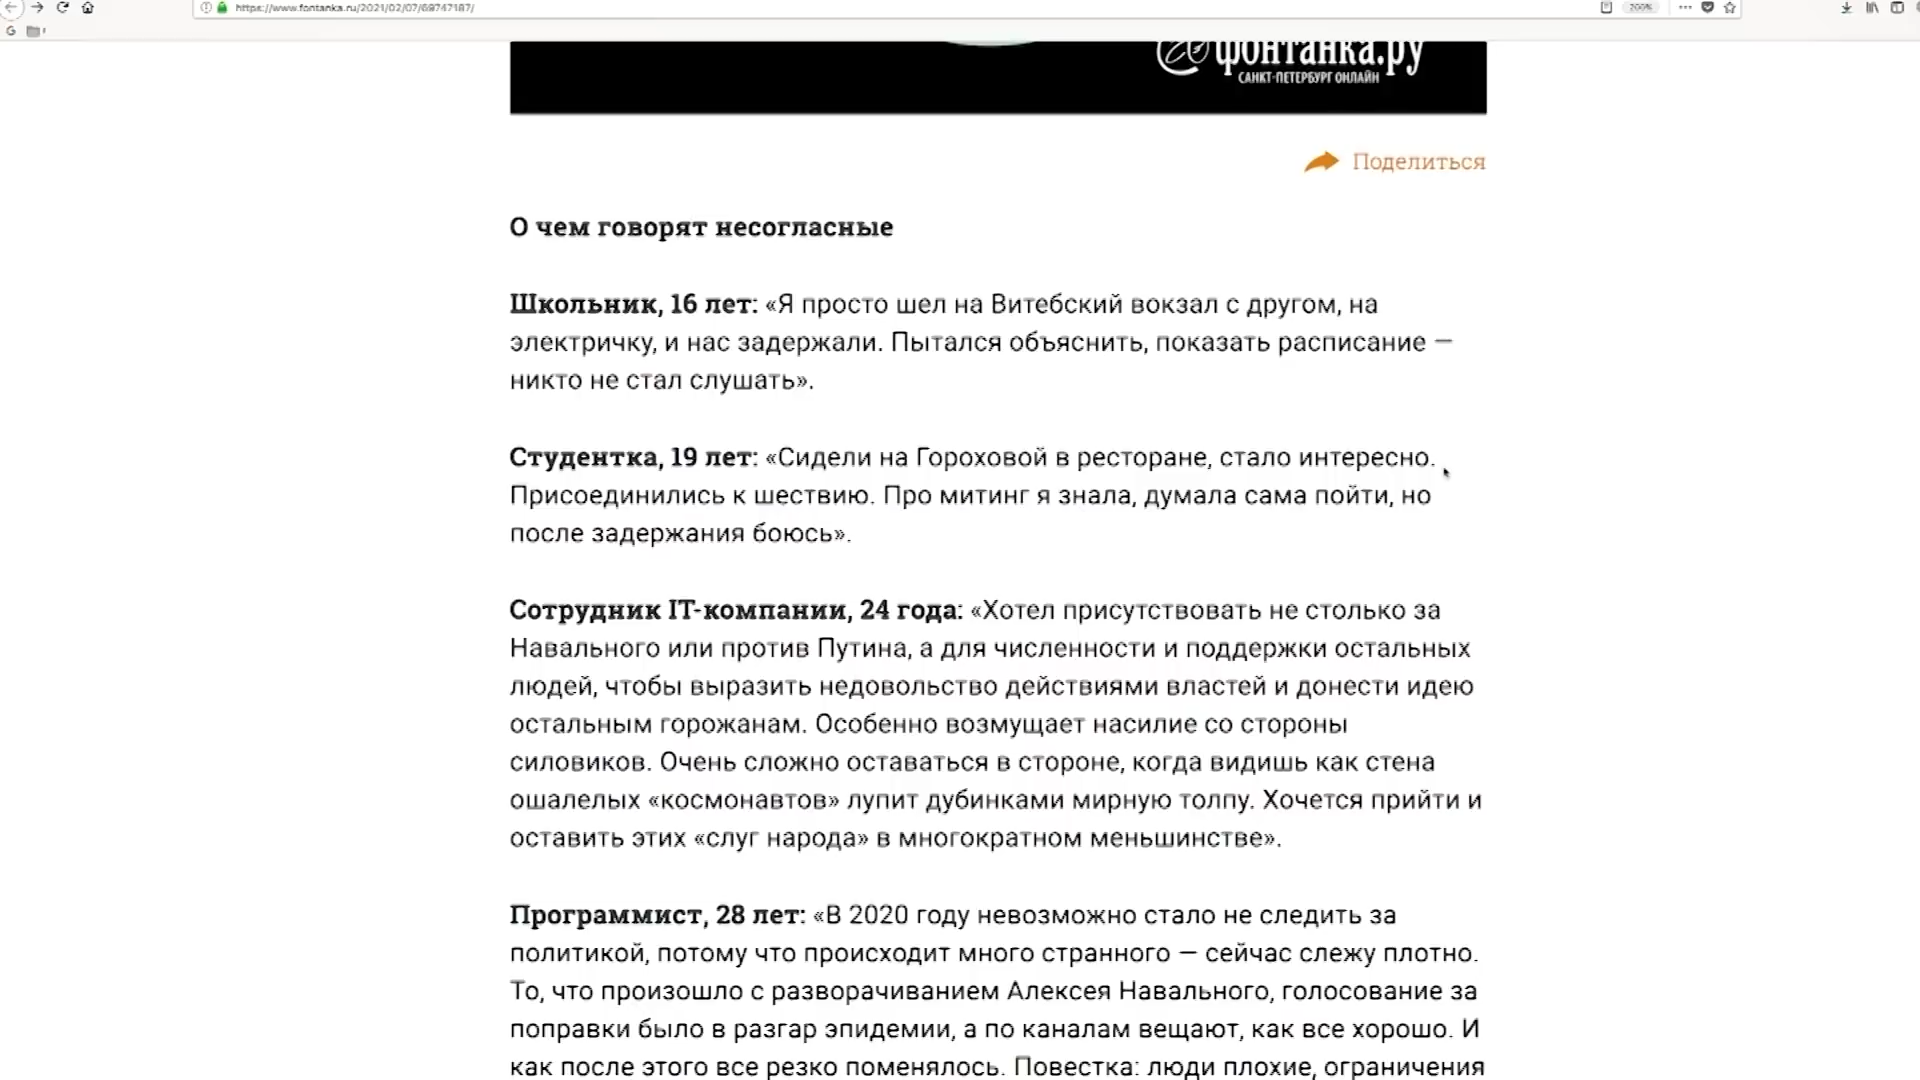 https://www.fontanka.ru/2021/02/07/69747187/
200%
G
фонтанка.ру
САНКТ-ПЕТЕРБУРГ ОНЛАЙН
Поделиться
О чем говорят несогласные
Школьник, 16 лет: «Я просто шел на Витебский вокзал с другом, на
электричку, и нас задержали. Пытался объяснить, показать расписание —
никто не стал слушать».
Студентка, 19 лет: «Сидели на Гороховой в ресторане, стало интересно.
Присоединились к шествию. Про митинг я знала, думала сама пойти, но
после задержания боюсь».
Сотрудник IT-компании, 24 года: «Хотел присутствовать не столько за
Навального или против Путина, а для численности и поддержки остальных
людей, чтобы выразить недовольство действиями властей и донести идею
остальным горожанам. Особенно возмущает насилие со стороны
силовиков. Очень сложно оставаться в стороне, когда видишь как стена
ошалелых «космонавтов» лупит дубинками мирную толпу. Хочется прийти и
оставить этих «слуг народа» в многократном меньшинстве».
Программист, 28 лет: «В 2020 году невозможно стало не следить за
политикой, потому что происходит много странного — сейчас слежу плотно.
То, что произошло с разворачиванием Алексея Навального, голосование за
поправки было в разгар эпидемии, а по каналам вещают, как все хорошо. И
как после этого все резко поменялось. Повестка: люди плохие, ограничения